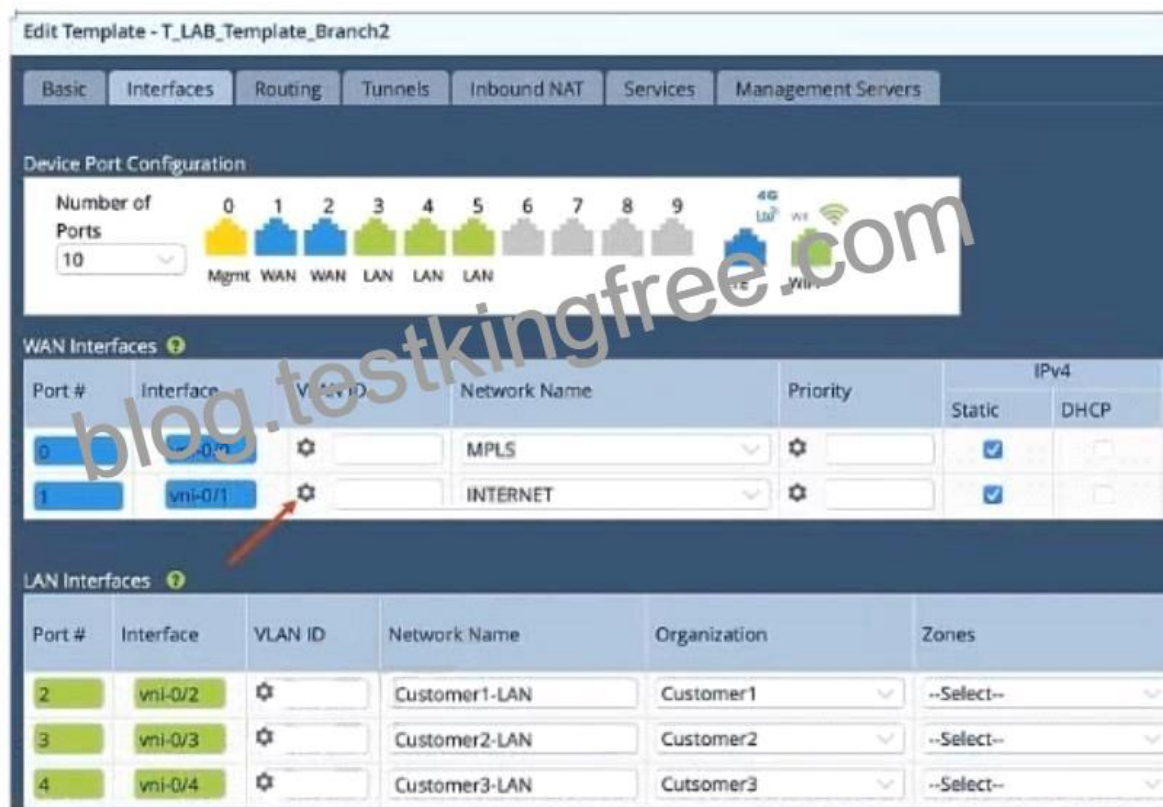 Edit Template - T_LAB_Template_Branch2
Basic Interfaces Routing Tunnels Inbound NAT Services Management Servers
Device Port Configuration
Number of Ports
10
0 1 2 3 4 5 6 7 8 9
4G
Mgmt WAN WAN LAN LAN LAN
blog.testkingfree.com
WAN Interfaces
Port # Interface Network Name Priority IPv4
Static DHCP
0 MPLS
1 vni-0/1 INTERNET
LAN Interfaces
Port # Interface VLAN ID Network Name Organization Zones
2 vni-0/2 Customer1-LAN Customer1 --Select--
3 vni-0/3 Customer2-LAN Customer2 --Select--
4 vni-0/4 Customer3-LAN Cutsomer3 --Select--